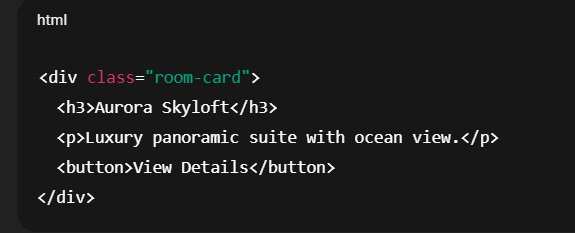 html
<div class="room-card">
<h3>Aurora Skyloft</h3>
<p>Luxury panoramic suite with ocean view.</p>
<button>View Details</button>
</div>